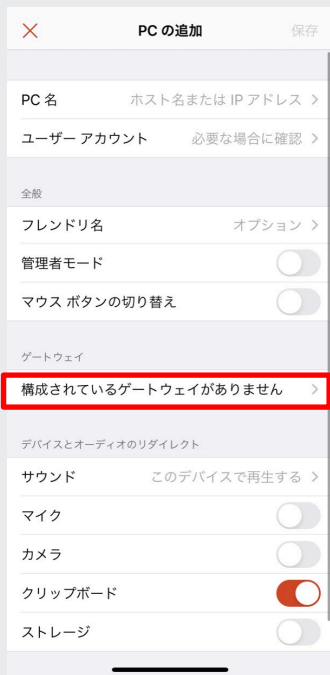 PC の追加
保存
PC 名
ホスト名または IP アドレス
ユーザー アカウント
必要な場合に確認
全般
フレンドリ名
オプション
管理者モード
マウス ボタンの切り替え
ゲートウェイ
構成されているゲートウェイがありません
デバイスとオーディオのリダイレクト
サウンド
このデバイスで再生する
マイク
カメラ
クリップボード
ストレージ